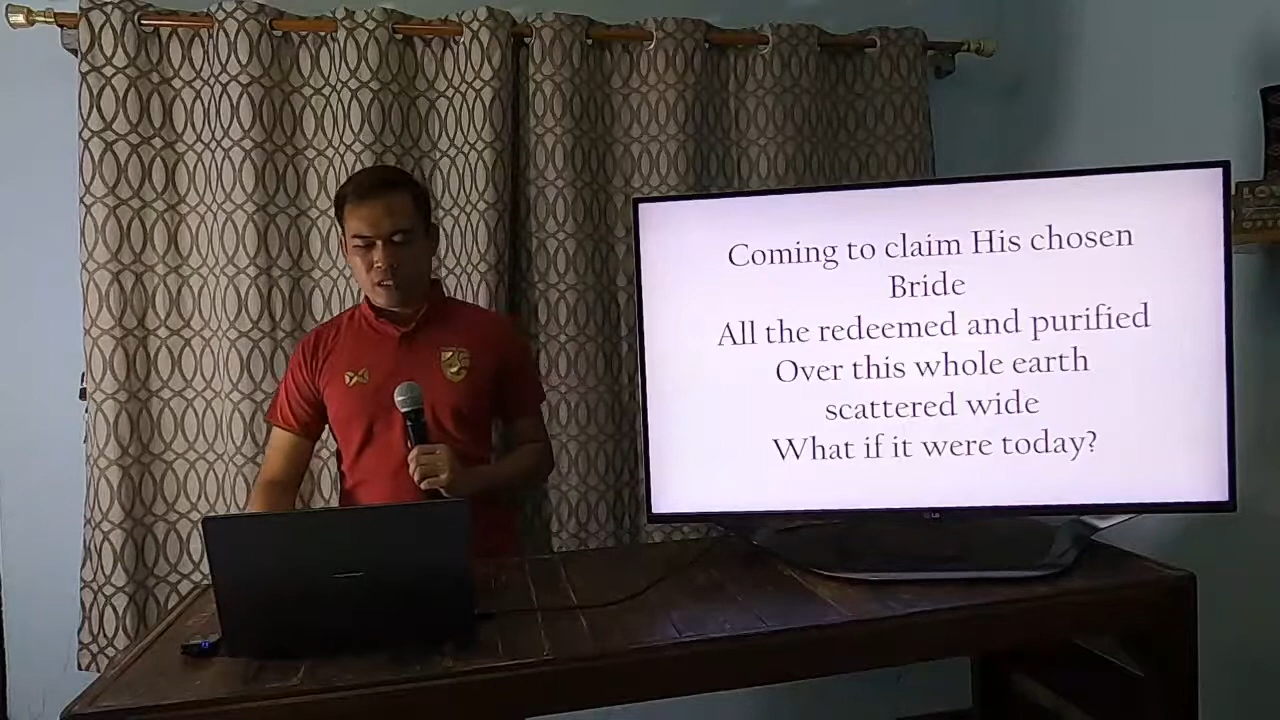 Coming to claim His chosen
Bride
All the redeemed and purified
Over this whole earth
scattered wide
What if it were today?
LG